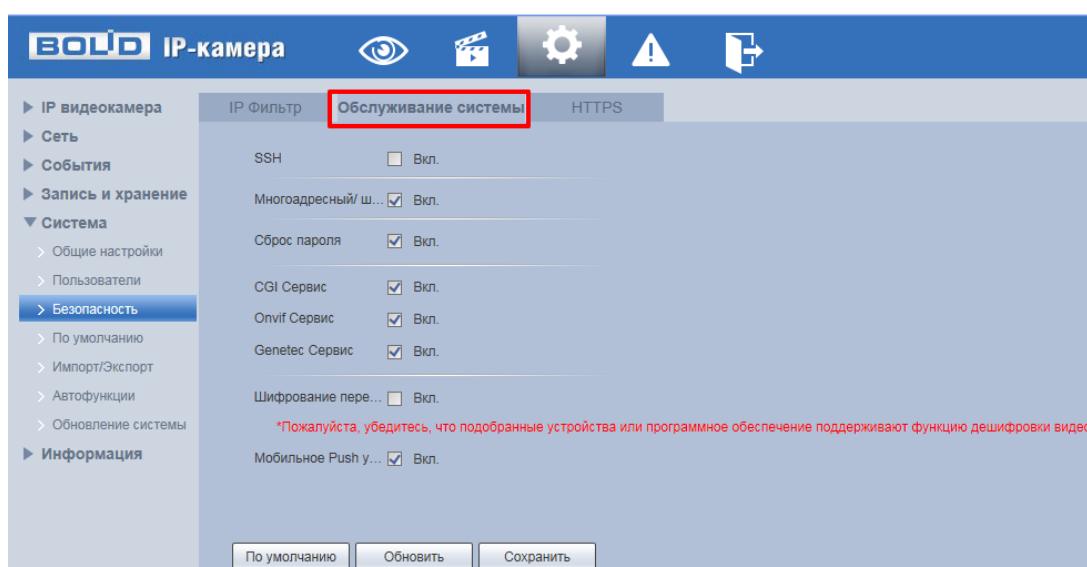 BOLID IP-камера
IP видеокамера
Сеть
События
Запись и хранение
Система
Общие настройки
Пользователи
Безопасность
По умолчанию
Импорт/Экспорт
Автофункции
Обновление системы
Информация
IP Фильтр Обслуживание системы HTTPS
SSH Вкл.
Многоадресный/ ш... Вкл.
Сброс пароля Вкл.
CGI Сервис Вкл.
Onvif Сервис Вкл.
Genetec Сервис Вкл.
Шифрование пере... Вкл.
*Пожалуйста, убедитесь, что подобранные устройства или программное обеспечение поддерживают функцию дешифровки видео
Мобильное Push у... Вкл.
По умолчанию Обновить Сохранить